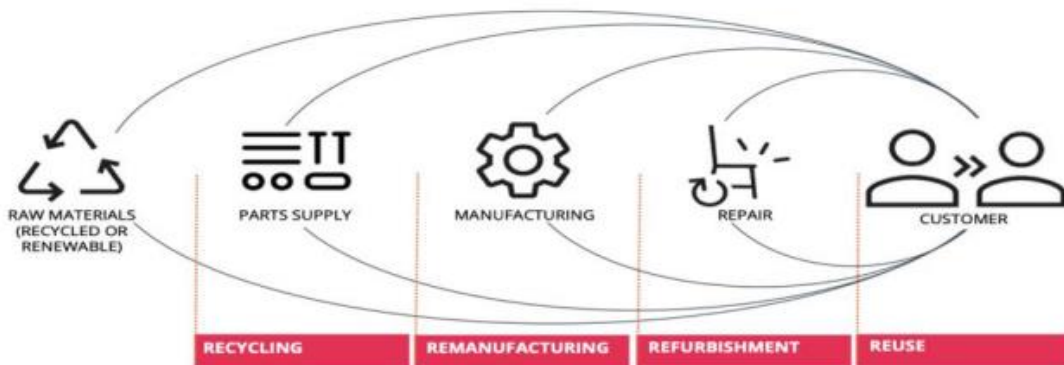 RAW MATERIALS
(RECYCLED OR
RENEWABLE)
PARTS SUPPLY
MANUFACTURING
REPAIR
CUSTOMER
RECYCLING
REMANUFACTURING
REFURBISHMENT
REUSE